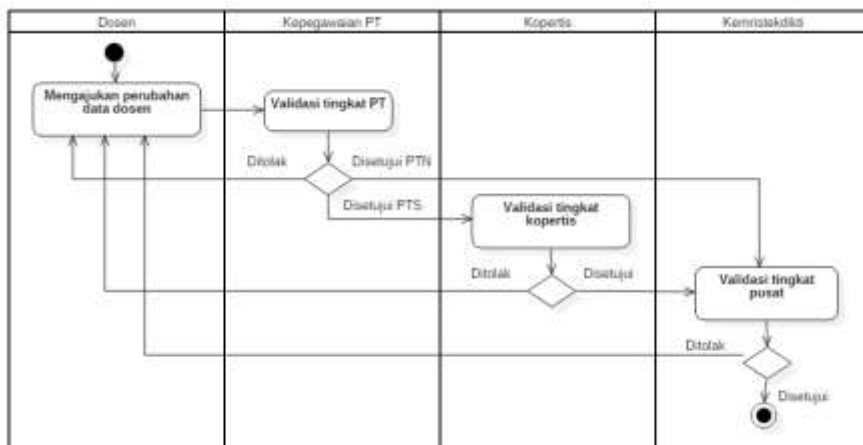 Dosen
Kepegawaian PT
Kopertis
Kemristekdikti
Mengajukan perubahan
data dosen
Validasi tingkat PT
Ditolak
Disetujui PTN
Disetujui PTS
Validasi tingkat
kopertis
Ditolak
Disetujui
Validasi tingkat
pusat
Ditolak
Disetujui